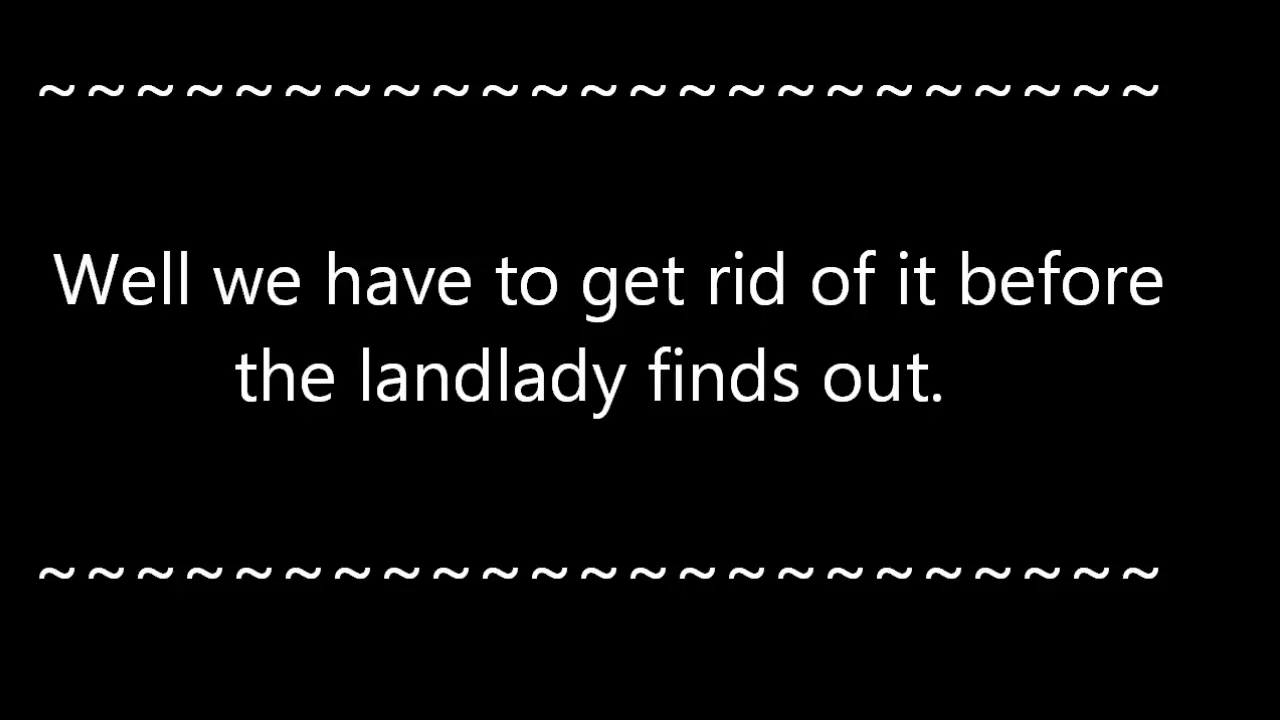 ~ ~ ~ ~ ~ ~ ~ ~ ~ ~ ~ ~ ~ ~ ~ ~ ~ ~ ~ ~ ~ ~ ~
Well we have to get rid of it before
the landlady finds out.
~ ~ ~ ~ ~ ~ ~ ~ ~ ~ ~ ~ ~ ~ ~ ~ ~ ~ ~ ~ ~ ~ ~